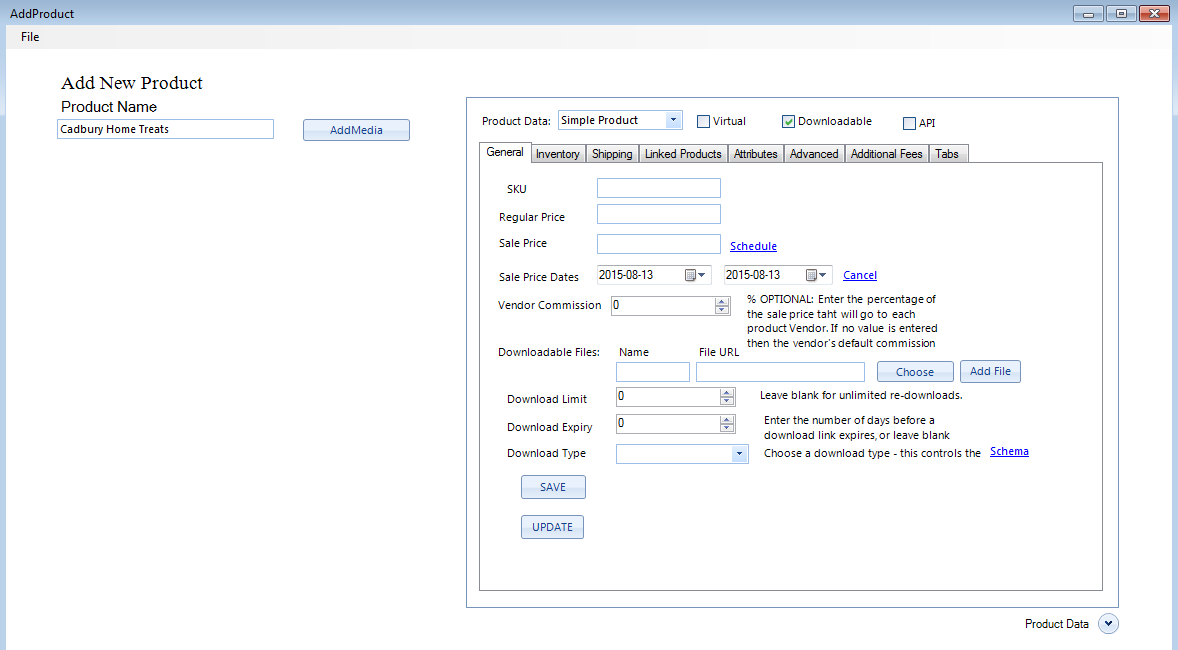 AddProduct
File
Add New Product
Product Name
Cadbury Home Treats
AddMedia
Product Data: Simple Product Virtual Downloadable API
General Inventory Shipping Linked Products Attributes Advanced Additional Fees Tabs
SKU
Regular Price
Sale Price Schedule
Sale Price Dates 2015-08-13 2015-08-13 Cancel
Vendor Commission 0
% OPTIONAL: Enter the percentage of
the sale price taht will go to each
product Vendor. If no value is entered
then the vendor's default commission
Downloadable Files: Name File URL
Choose Add File
Download Limit 0 Leave blank for unlimited re-downloads.
Download Expiry 0
Enter the number of days before a
download link expires, or leave blank
Download Type Choose a download type - this controls the Schema
SAVE
UPDATE
Product Data